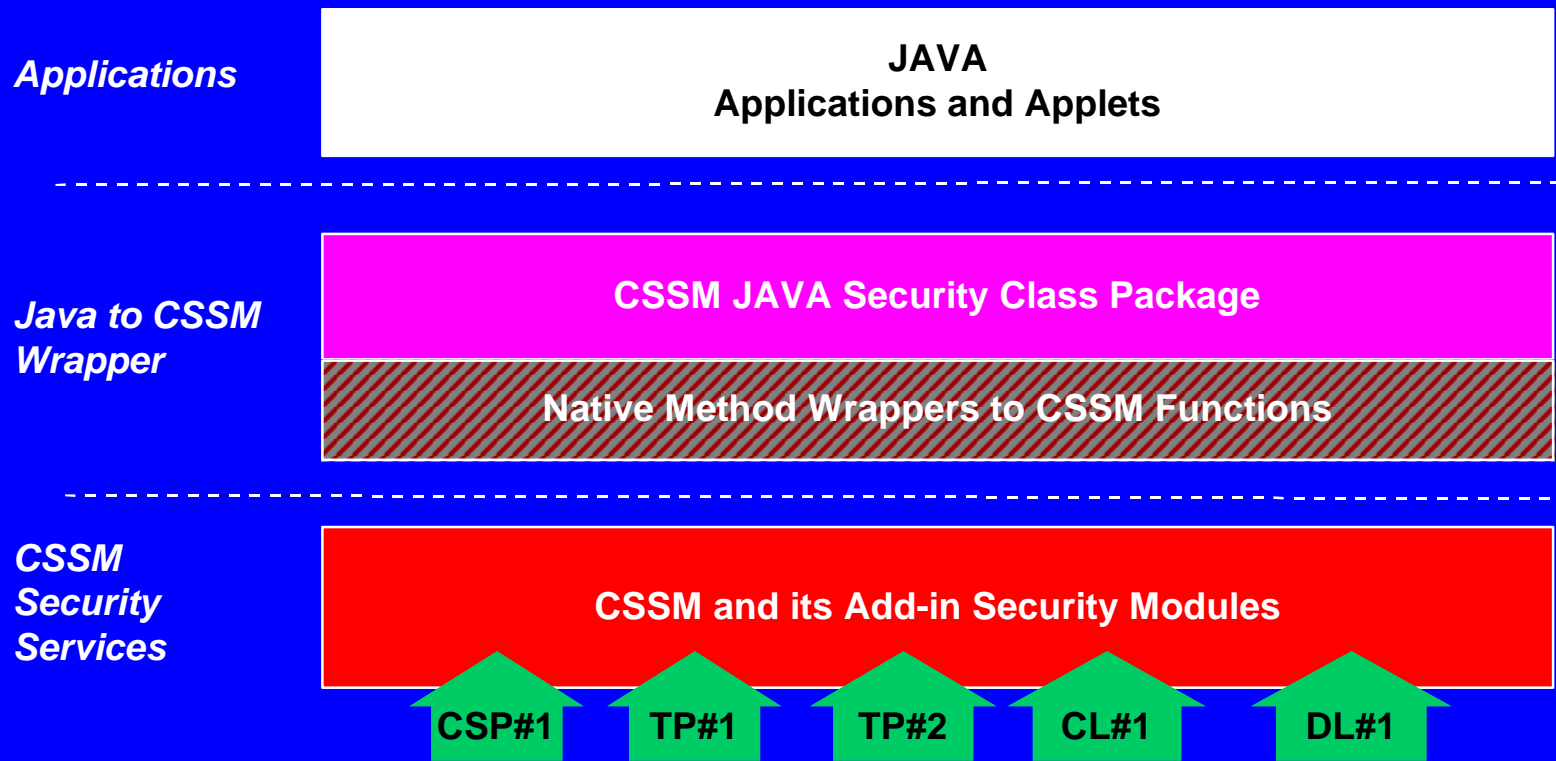 Applications
JAVA
Applications and Applets
Java to CSSM
Wrapper
CSSM JAVA Security Class Package
Native Method Wrappers to CSSM Functions
CSSM
Security
Services
CSSM and its Add-in Security Modules
CSP#1
TP#1
TP#2
CL#1
DL#1